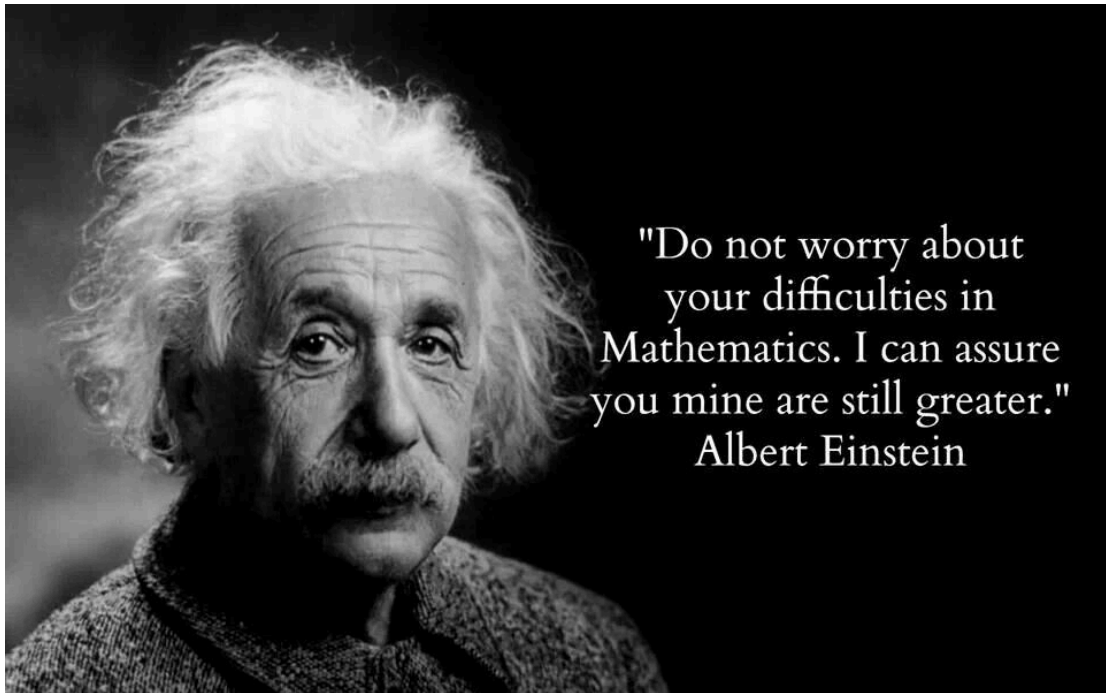 "Do not worry about
your difficulties in
Mathematics. I can assure
you mine are still greater."
Albert Einstein